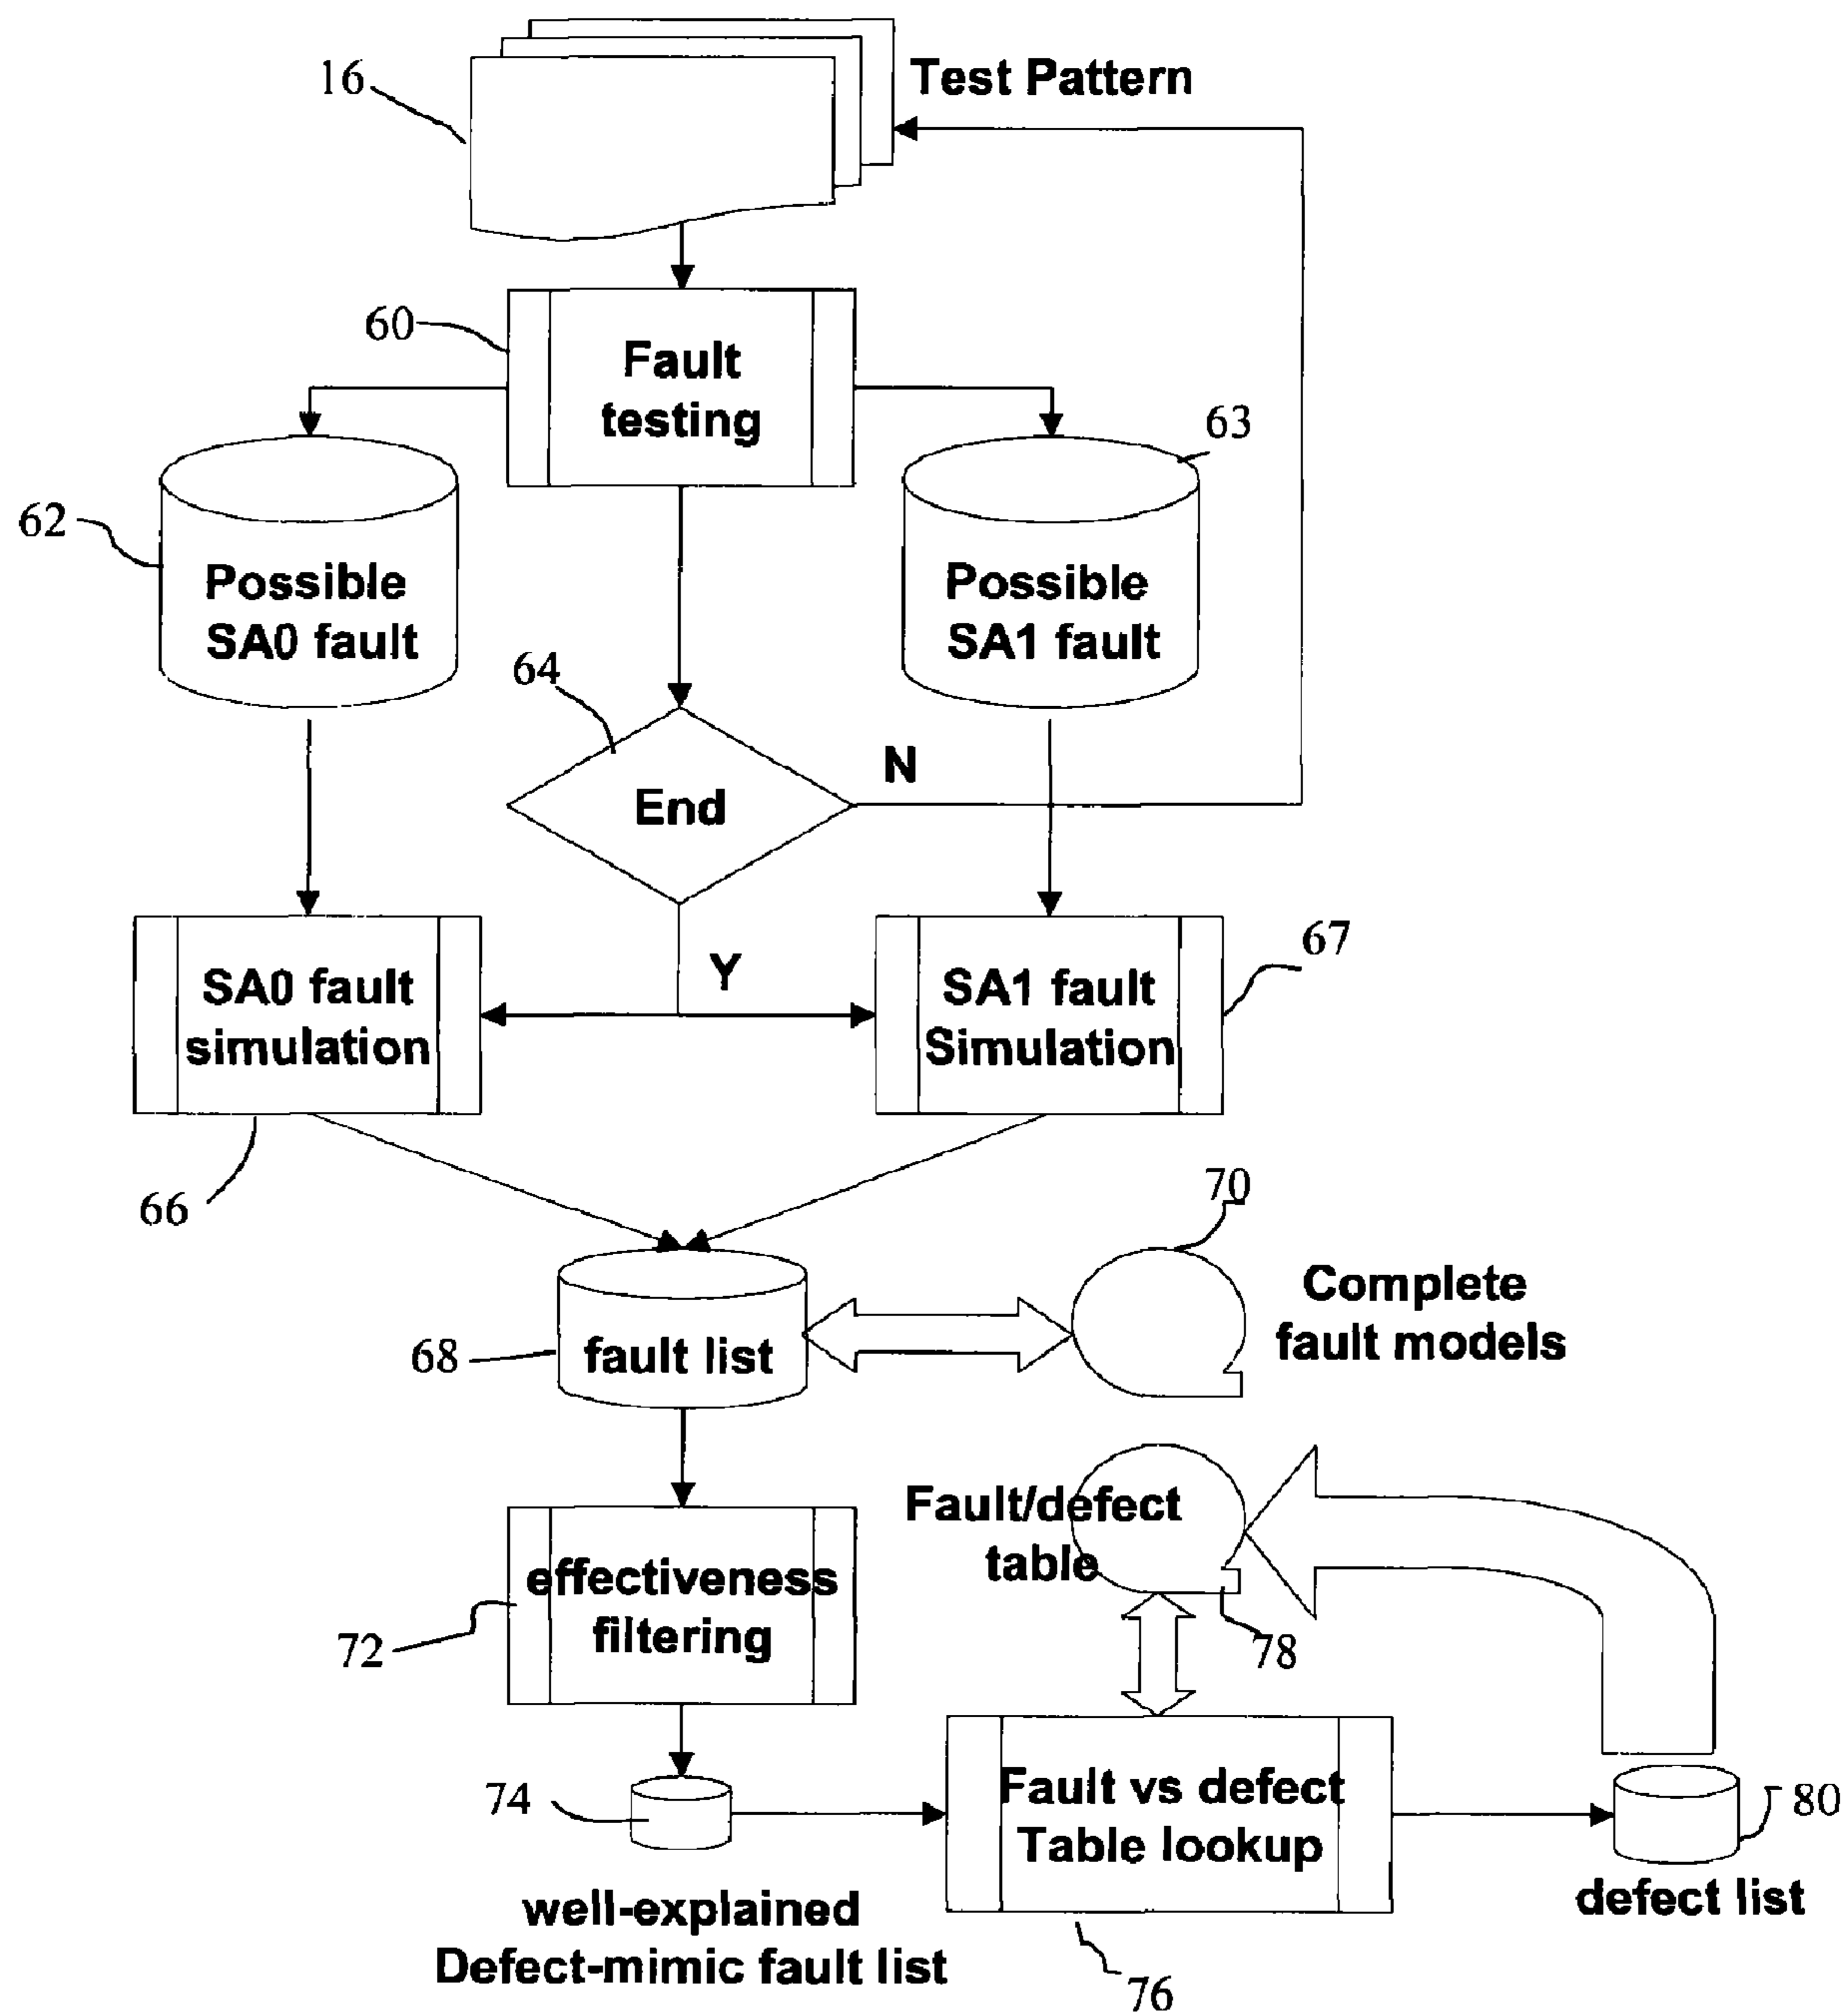 16
Test Pattern
60
Fault
testing
63
62
Possible
SA0 fault
Possible
SA1 fault
64
N
End
67
SA0 fault
simulation
Y
SA1 fault
Simulation
66
70
Complete
fault models
68
fault list
Fault/defect
table
effectiveness
filtering
72
78
74
Fault vs defect
Table lookup
80
defect list
well-explained
Defect-mimic fault list
76